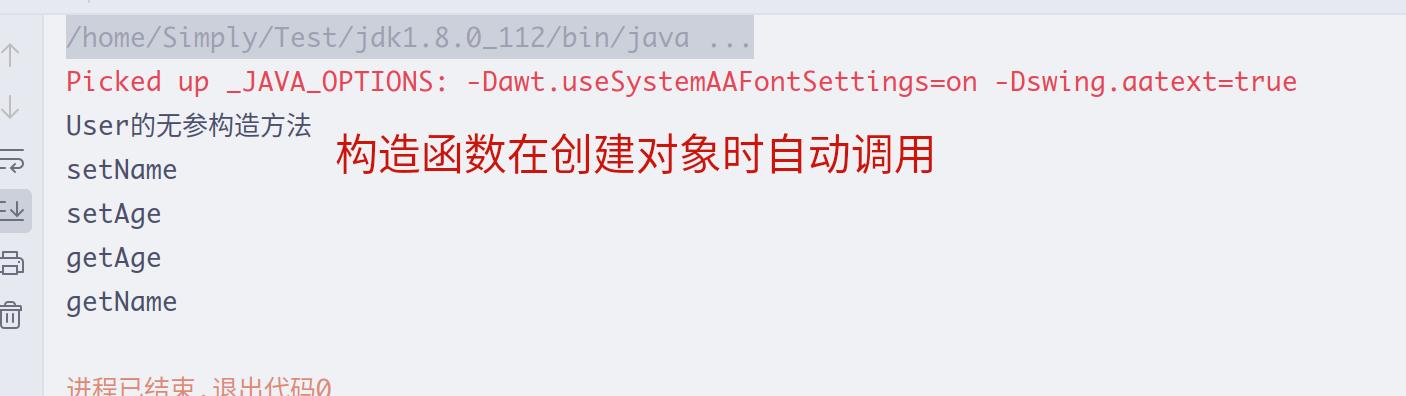 /home/Simply/Test/jdk1.8.0_112/bin/java ...
Picked up _JAVA_OPTIONS: -Dawt.useSystemAAFontSettings=on -Dswing.aatext=true
User的无参构造方法
构造函数在创建对象时自动调用
setName
setAge
getAge
getName
进程已结束,退出代码0